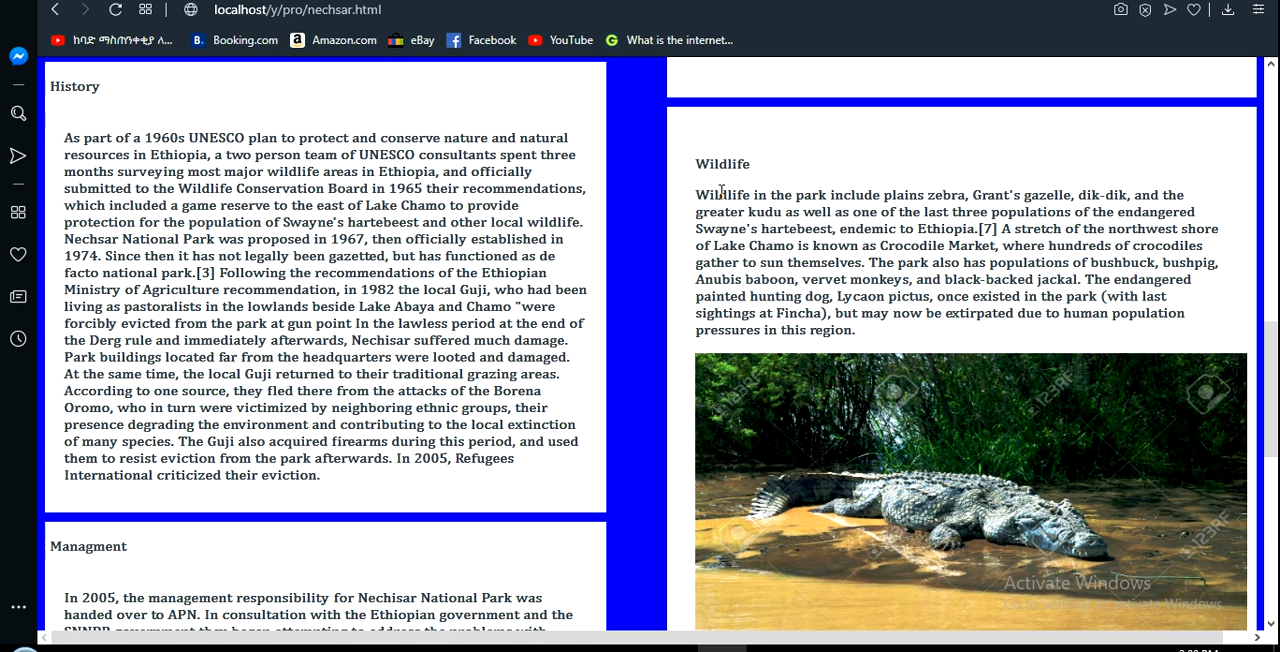 localhost/y/pro/nechsar.html
ከባድ ማስጠንቀቂያ ለ...
B. Booking.com
a Amazon.com
eBay
Facebook
YouTube
G What is the internet...
History
As part of a 1960s UNESCO plan to protect and conserve nature and natural
resources in Ethiopia, a two person team of UNESCO consultants spent three
months surveying most major wildlife areas in Ethiopia, and officially
submitted to the Wildlife Conservation Board in 1965 their recommendations,
which included a game reserve to the east of Lake Chamo to provide
protection for the population of Swayne's hartebeest and other local wildlife.
Nechsar National Park was proposed in 1967, then officially established in
1974. Since then it has not legally been gazetted, but has functioned as de
facto national park.[3] Following the recommendations of the Ethiopian
Ministry of Agriculture recommendation, in 1982 the local Guji, who had been
living as pastoralists in the lowlands beside Lake Abaya and Chamo "were
forcibly evicted from the park at gun point In the lawless period at the end of
the Derg rule and immediately afterwards, Nechisar suffered much damage.
Park buildings located far from the headquarters were looted and damaged.
At the same time, the local Guji returned to their traditional grazing areas.
According to one source, they fled there from the attacks of the Borena
Oromo, who in turn were victimized by neighboring ethnic groups, their
presence degrading the environment and contributing to the local extinction
of many species. The Guji also acquired firearms during this period, and used
them to resist eviction from the park afterwards. In 2005, Refugees
International criticized their eviction.
Managment
In 2005, the management responsibility for Nechisar National Park was
handed over to APN. In consultation with the Ethiopian government and the
Wildlife
Wildlife in the park include plains zebra, Grant's gazelle, dik-dik, and the
greater kudu as well as one of the last three populations of the endangered
Swayne's hartebeest, endemic to Ethiopia.[7] A stretch of the northwest shore
of Lake Chamo is known as Crocodile Market, where hundreds of crocodiles
gather to sun themselves. The park also has populations of bushbuck, bushpig,
Anubis baboon, vervet monkeys, and black-backed jackal. The endangered
painted hunting dog, Lycaon pictus, once existed in the park (with last
sightings at Fincha), but may now be extirpated due to human population
pressures in this region.
123RF
123RF
123RF
123RF
Activate Windows